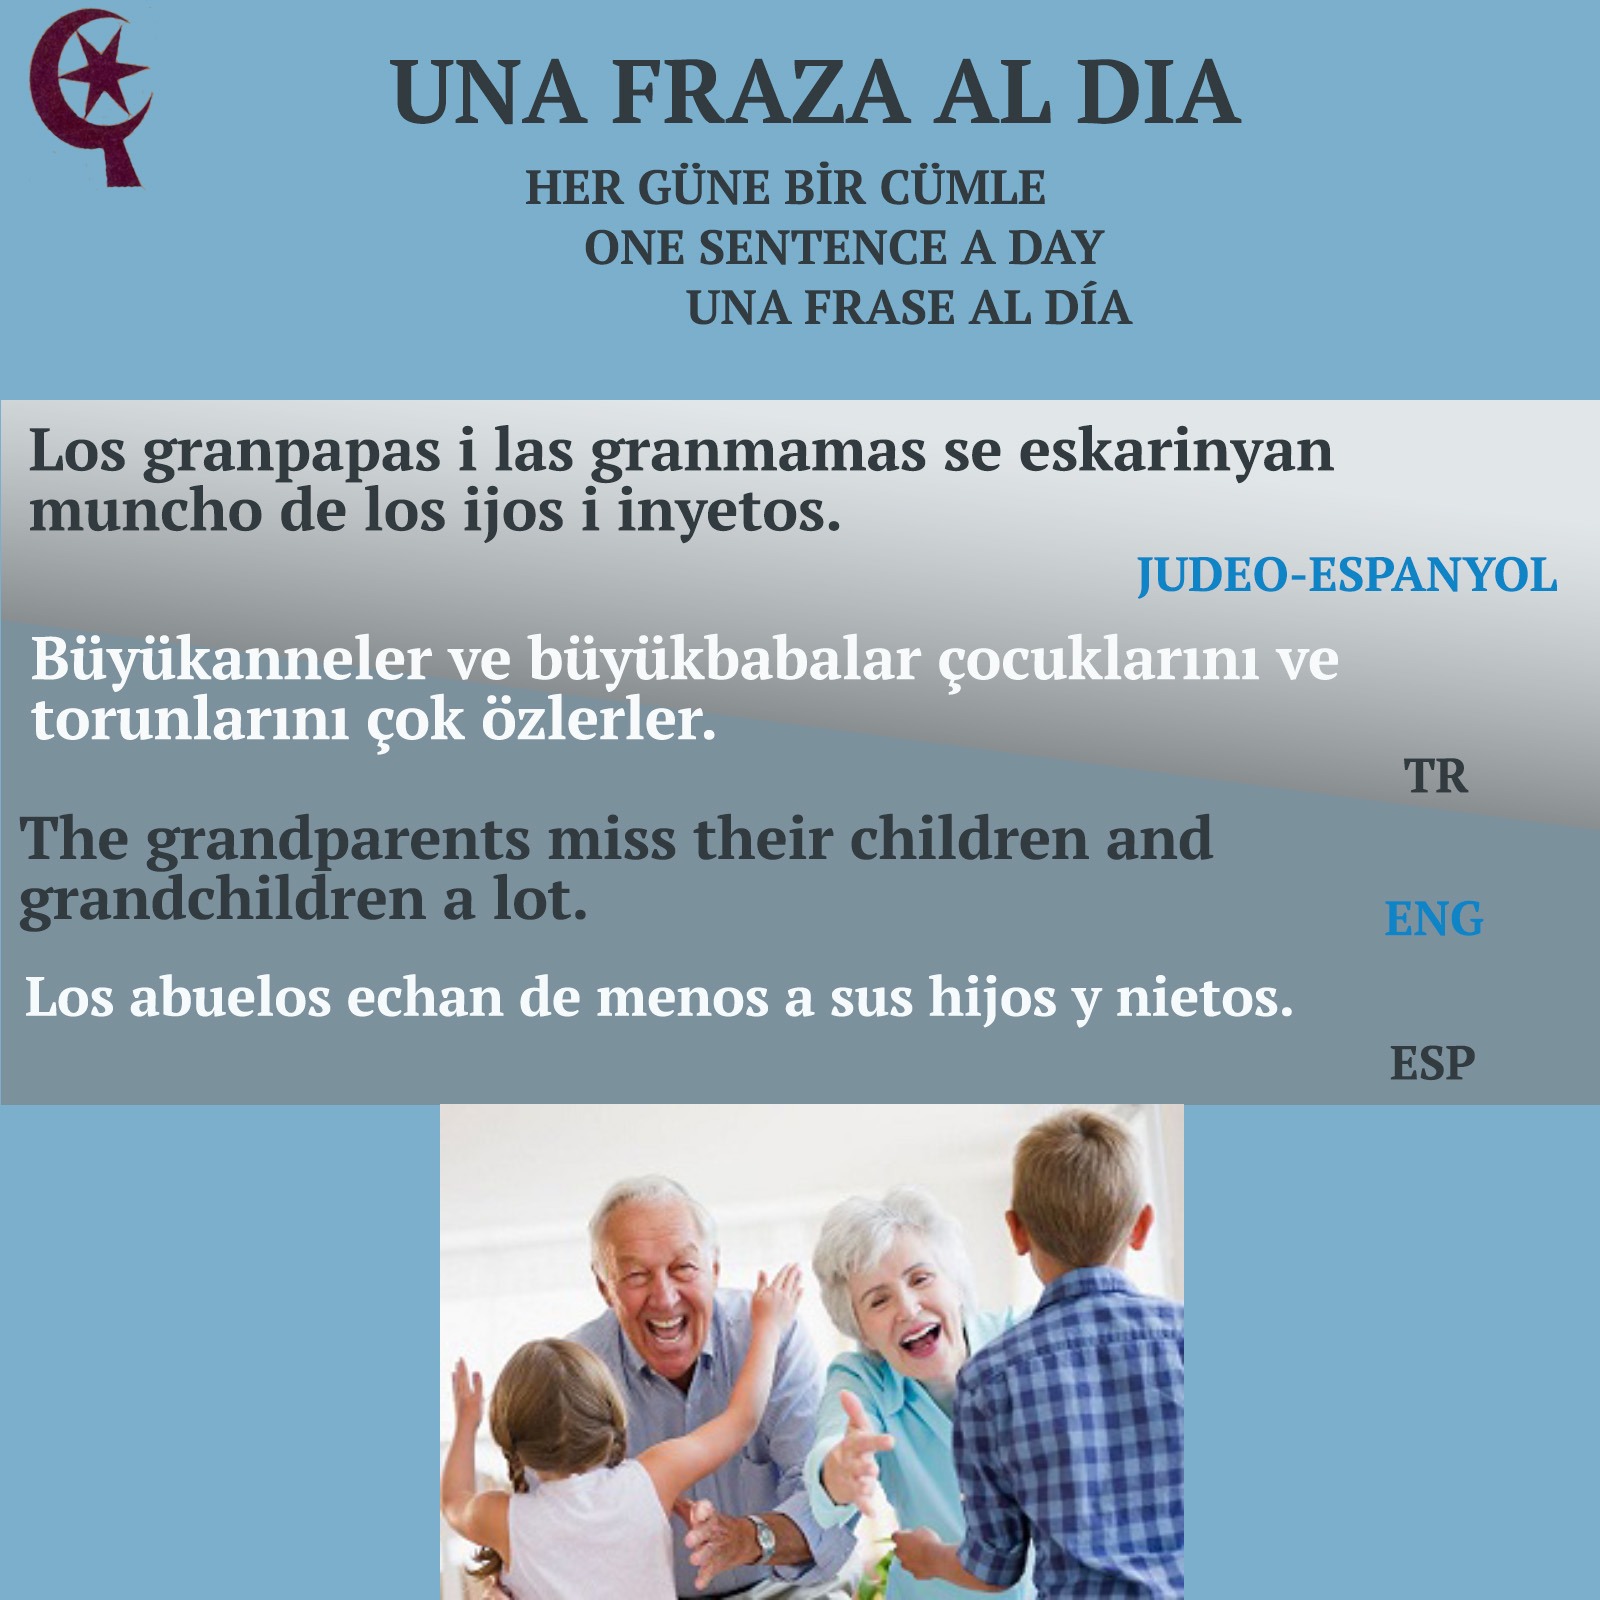 UNA FRAZA AL DIA
HER GÜNE BİR CÜMLE
ONE SENTENCE A DAY
UNA FRASE AL DÍA
Los granpapas i las granmamas se eskarinyan
muncho de los ijos i inyetos.
JUDEO-ESPANYOL
Büyükanneler ve büyükbabalar çocuklarını ve
torunlarını çok özlerler.
TR
The grandparents miss their children and
grandchildren a lot.
ENG
Los abuelos echan de menos a sus hijos y nietos.
ESP